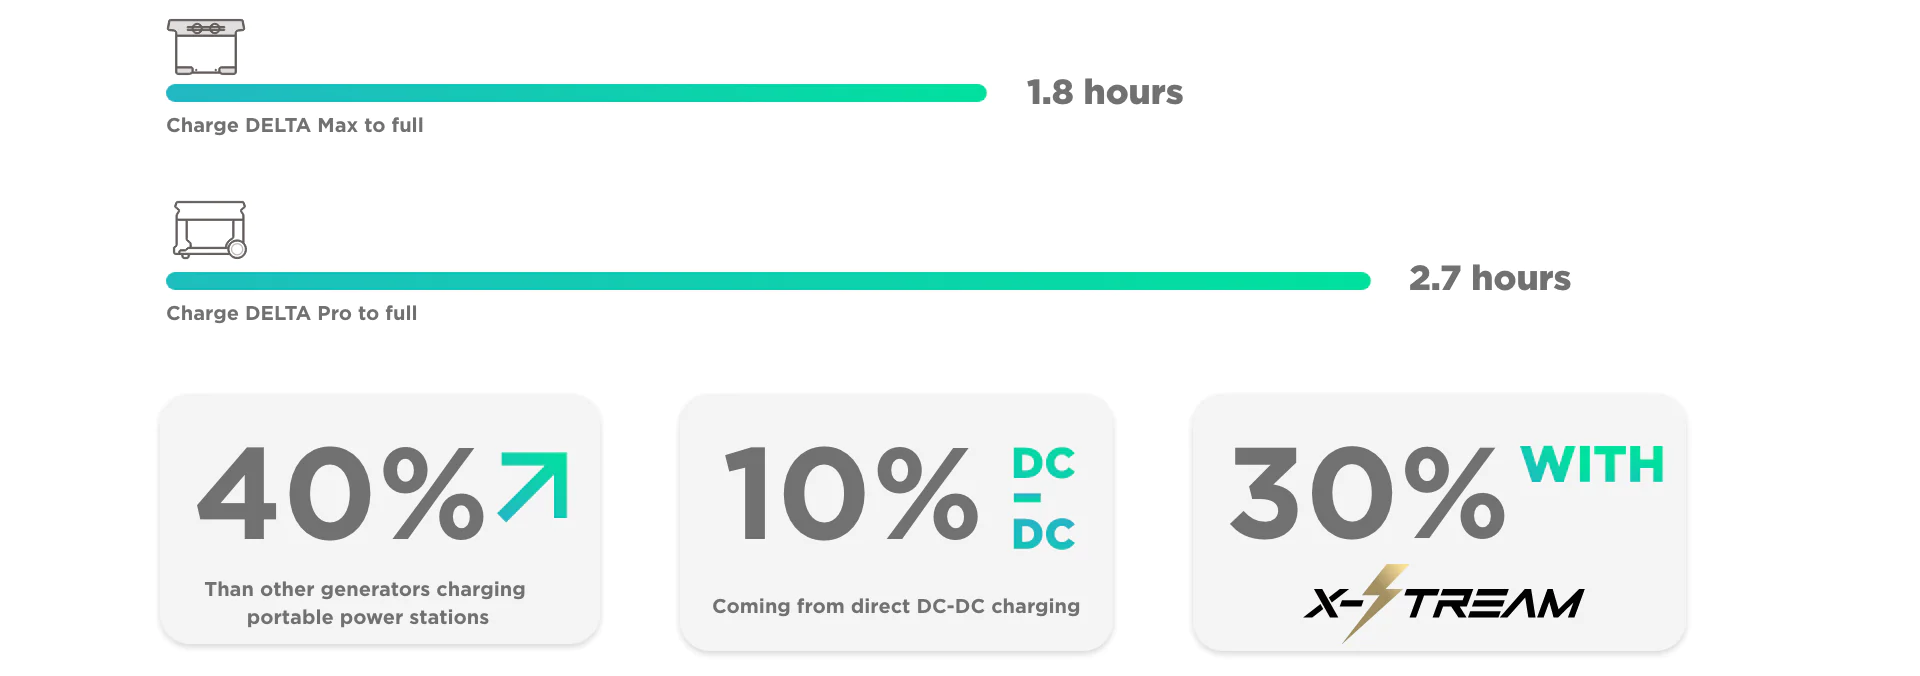 1.8 hours
Charge DELTA Max to full
2.7 hours
Charge DELTA Pro to full
40%
Than other generators charging
portable power stations
10%
DC
–
DC
Coming from direct DC-DC charging
30% WITH
X-STREAM